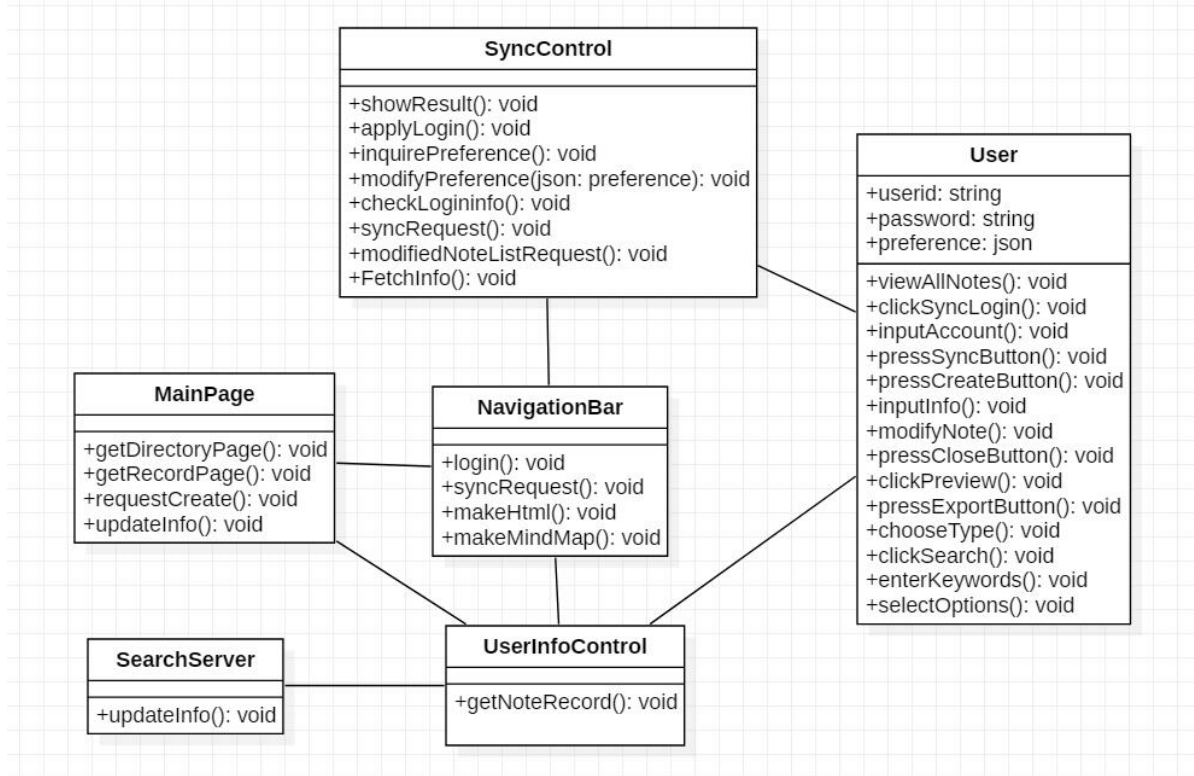 SyncControl
+showResult(): void
+applyLogin(): void
+inquirePreference(): void
+modifyPreference(json: preference): void
+checkLogininfo(): void
+syncRequest(): void
+modifiedNoteListRequest(): void
+FetchInfo(): void
User
+userid: string
+password: string
+preference: json
+viewAllNotes(): void
+clickSyncLogin(): void
+inputAccount(): void
+pressSyncButton(): void
+pressCreateButton(): void
+inputInfo(): void
+modifyNote(): void
+pressCloseButton(): void
+clickPreview(): void
+pressExportButton(): void
+chooseType(): void
+clickSearch(): void
+enterKeywords(): void
+selectOptions(): void
MainPage
+getDirectoryPage(): void
+getRecordPage(): void
+requestCreate(): void
+updateInfo(): void
NavigationBar
+login(): void
+syncRequest(): void
+makeHtml(): void
+makeMindMap(): void
SearchServer
+updateInfo(): void
UserInfoControl
+getNoteRecord(): void